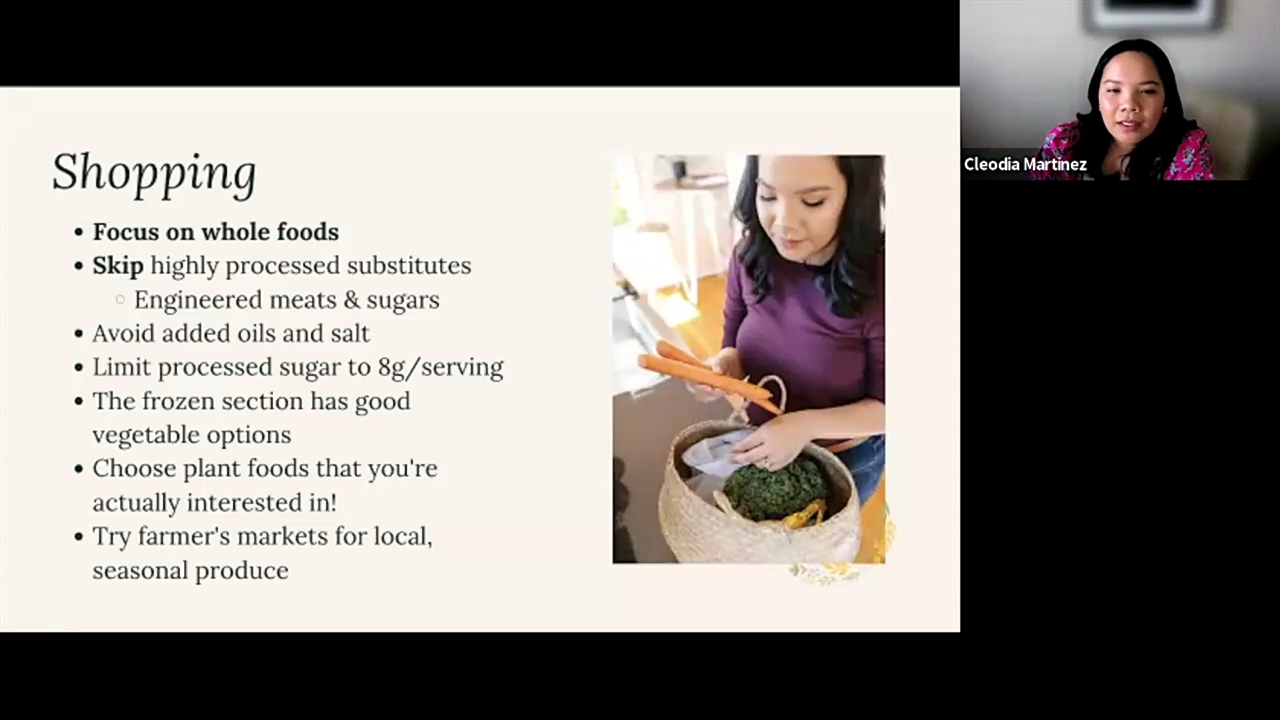 Shopping
• Focus on whole foods
• Skip highly processed substitutes
○ Engineered meats & sugars
• Avoid added oils and salt
• Limit processed sugar to 8g/serving
• The frozen section has good
vegetable options
• Choose plant foods that you're
actually interested in!
• Try farmer's markets for local,
seasonal produce
Cleodia Martinez